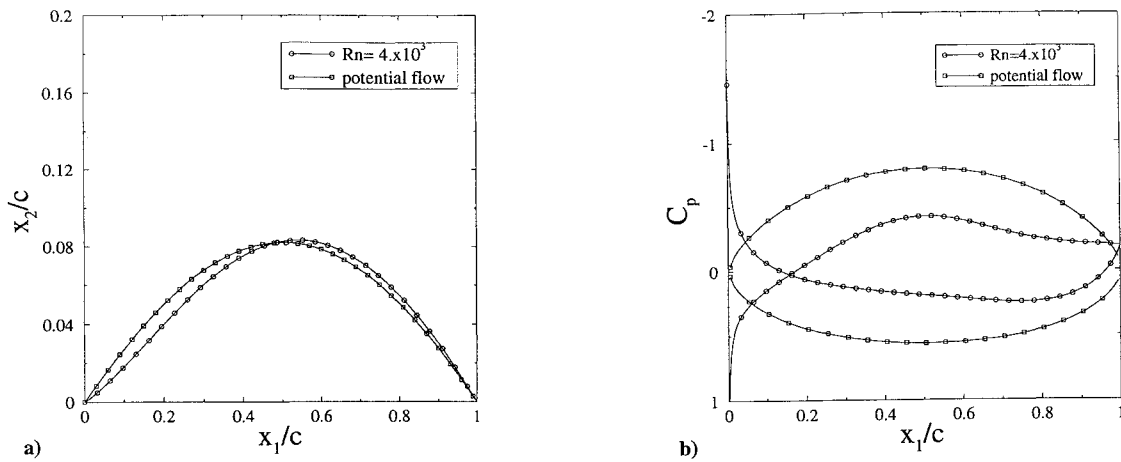 0.2
0.16
0.12
0.08
0.04
0
x₂/c
Rn= 4.x10³
potential flow
0 0.2 0.4 0.6 0.8 1
x₁/c
a)
-2
-1
0
1
Cₚ
Rn=4.x10³
potential flow
0 0.2 0.4 0.6 0.8 1
x₁/c
b)